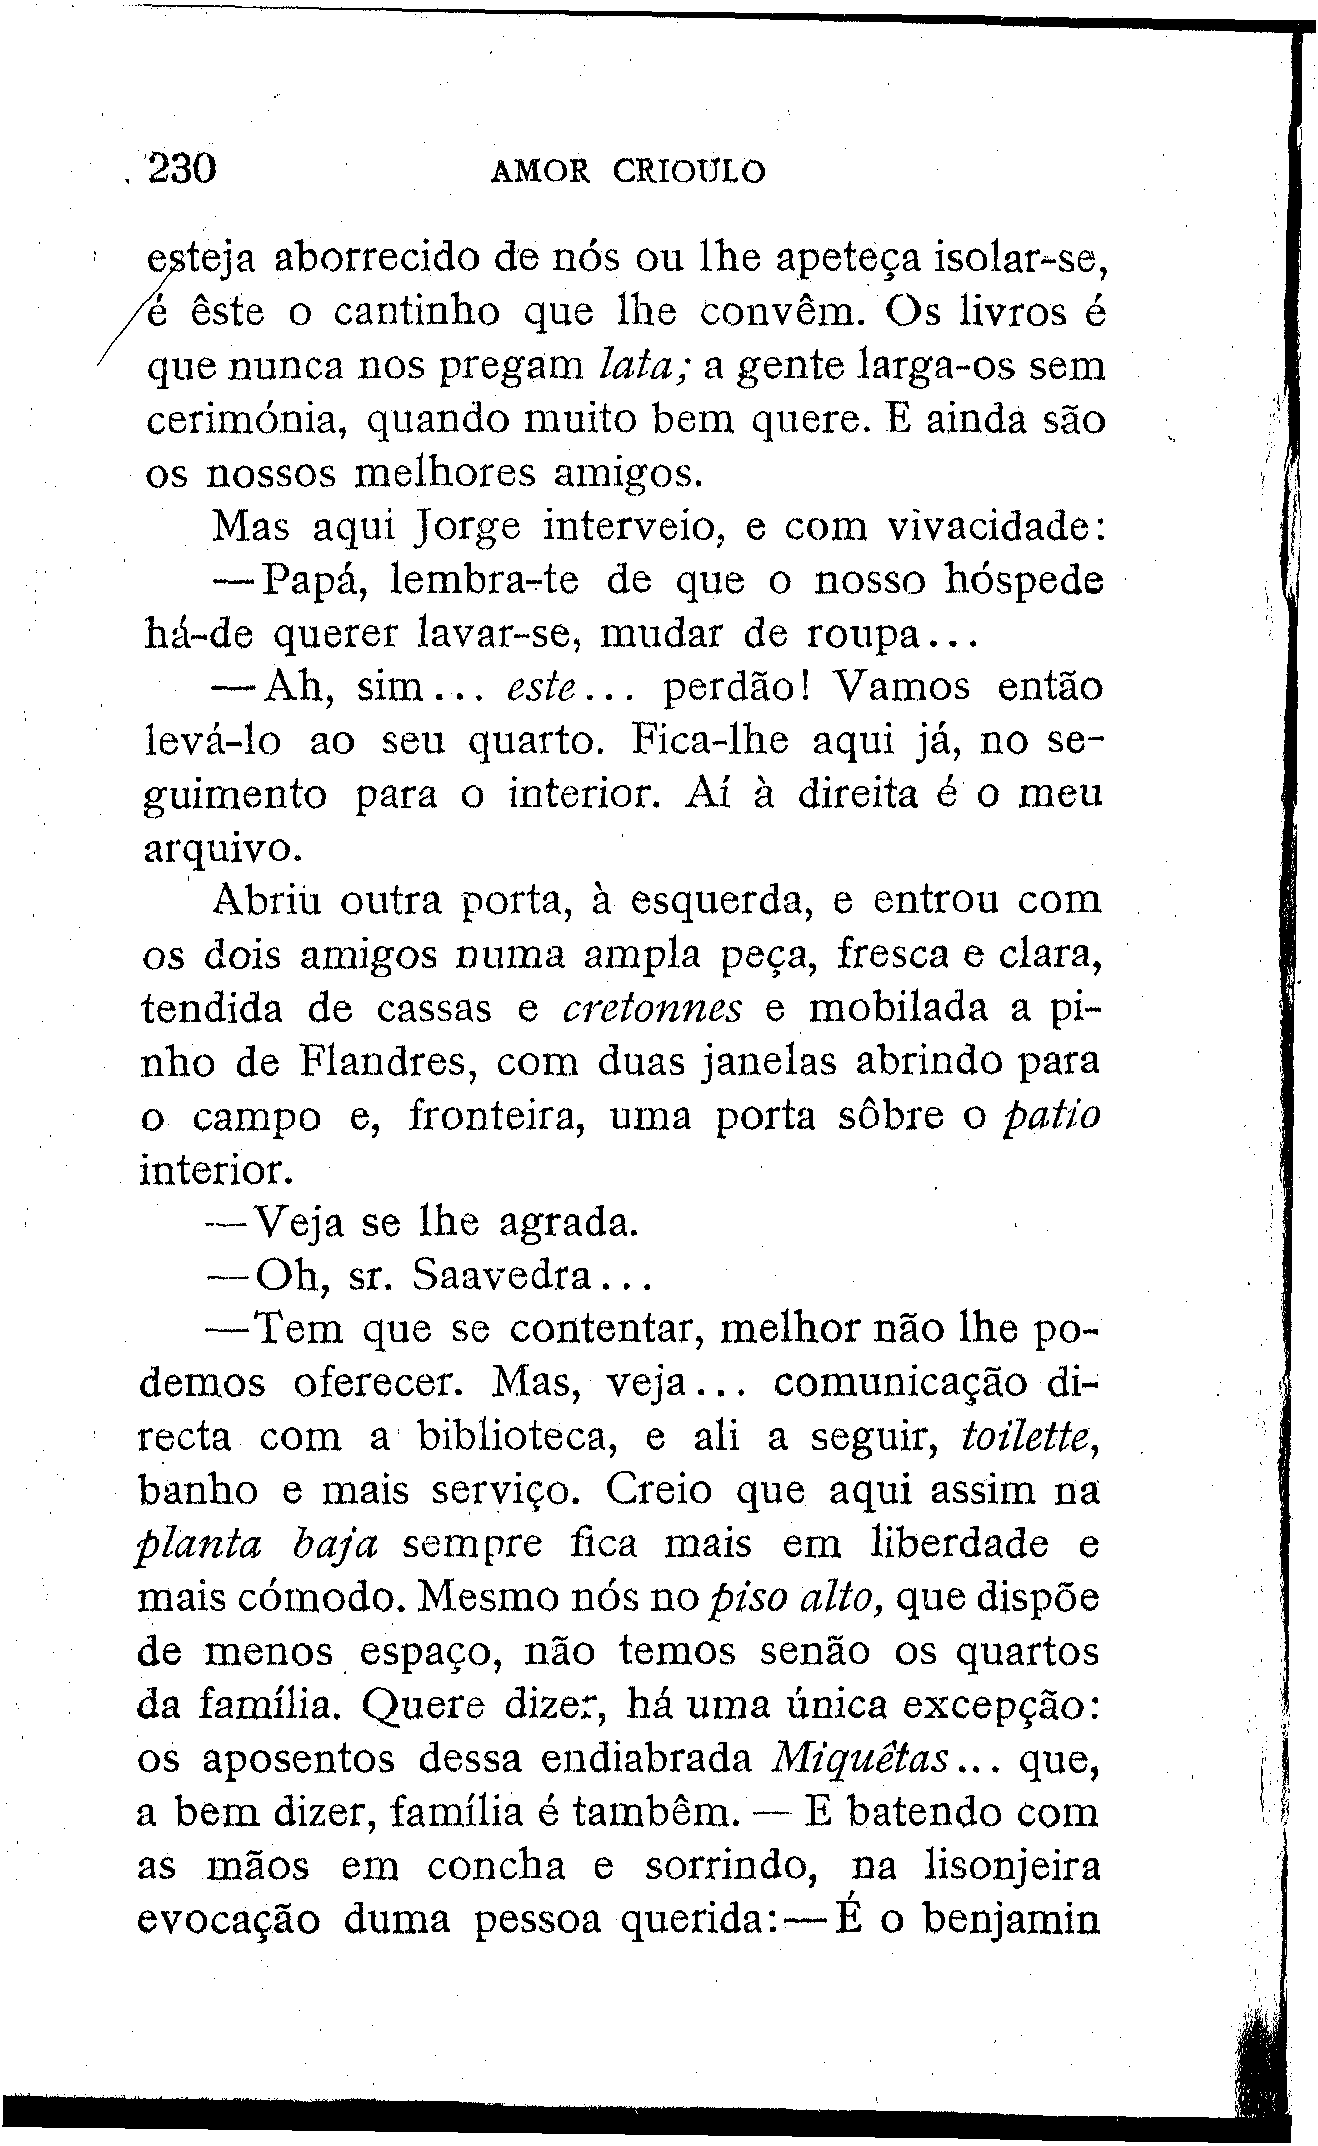 230 AMOR CRIOULO
esteja aborrecido de nós ou lhe apeteça isolar-se,
é êste o cantinho que lhe convêm. Os livros é
que nunca nos pregam lata; a gente larga-os sem
cerimónia, quando muito bem quere. E ainda são
os nossos melhores amigos.
Mas aqui Jorge interveio, e com vivacidade:
—Papá, lembra-te de que o nosso hóspede
há-de querer lavar-se, mudar de roupa...
—Ah, sim... este... perdão! Vamos então
levá-lo ao seu quarto. Fica-lhe aqui já, no se-
guimento para o interior. Aí à direita é o meu
arquivo.
Abriu outra porta, à esquerda, e entrou com
os dois amigos numa ampla peça, fresca e clara,
tendida de cassas e cretonnes e mobilada a pi-
nho de Flandres, com duas janelas abrindo para
o campo e, fronteira, uma porta sôbre o patio
interior.
—Veja se lhe agrada.
—Oh, sr. Saavedra...
—Tem que se contentar, melhor não lhe po-
demos oferecer. Mas, veja... comunicação di-
recta com a biblioteca, e ali a seguir, toilette,
banho e mais serviço. Creio que aqui assim na
planta baja sempre fica mais em liberdade e
mais cómodo. Mesmo nós no piso alto, que dispõe
de menos espaço, não temos senão os quartos
da família. Quere dizer, há uma única excepção:
os aposentos dessa endiabrada Miquêtas... que,
a bem dizer, família é tambêm. — E batendo com
as mãos em concha e sorrindo, na lisonjeira
evocação duma pessoa querida:—É o benjamin